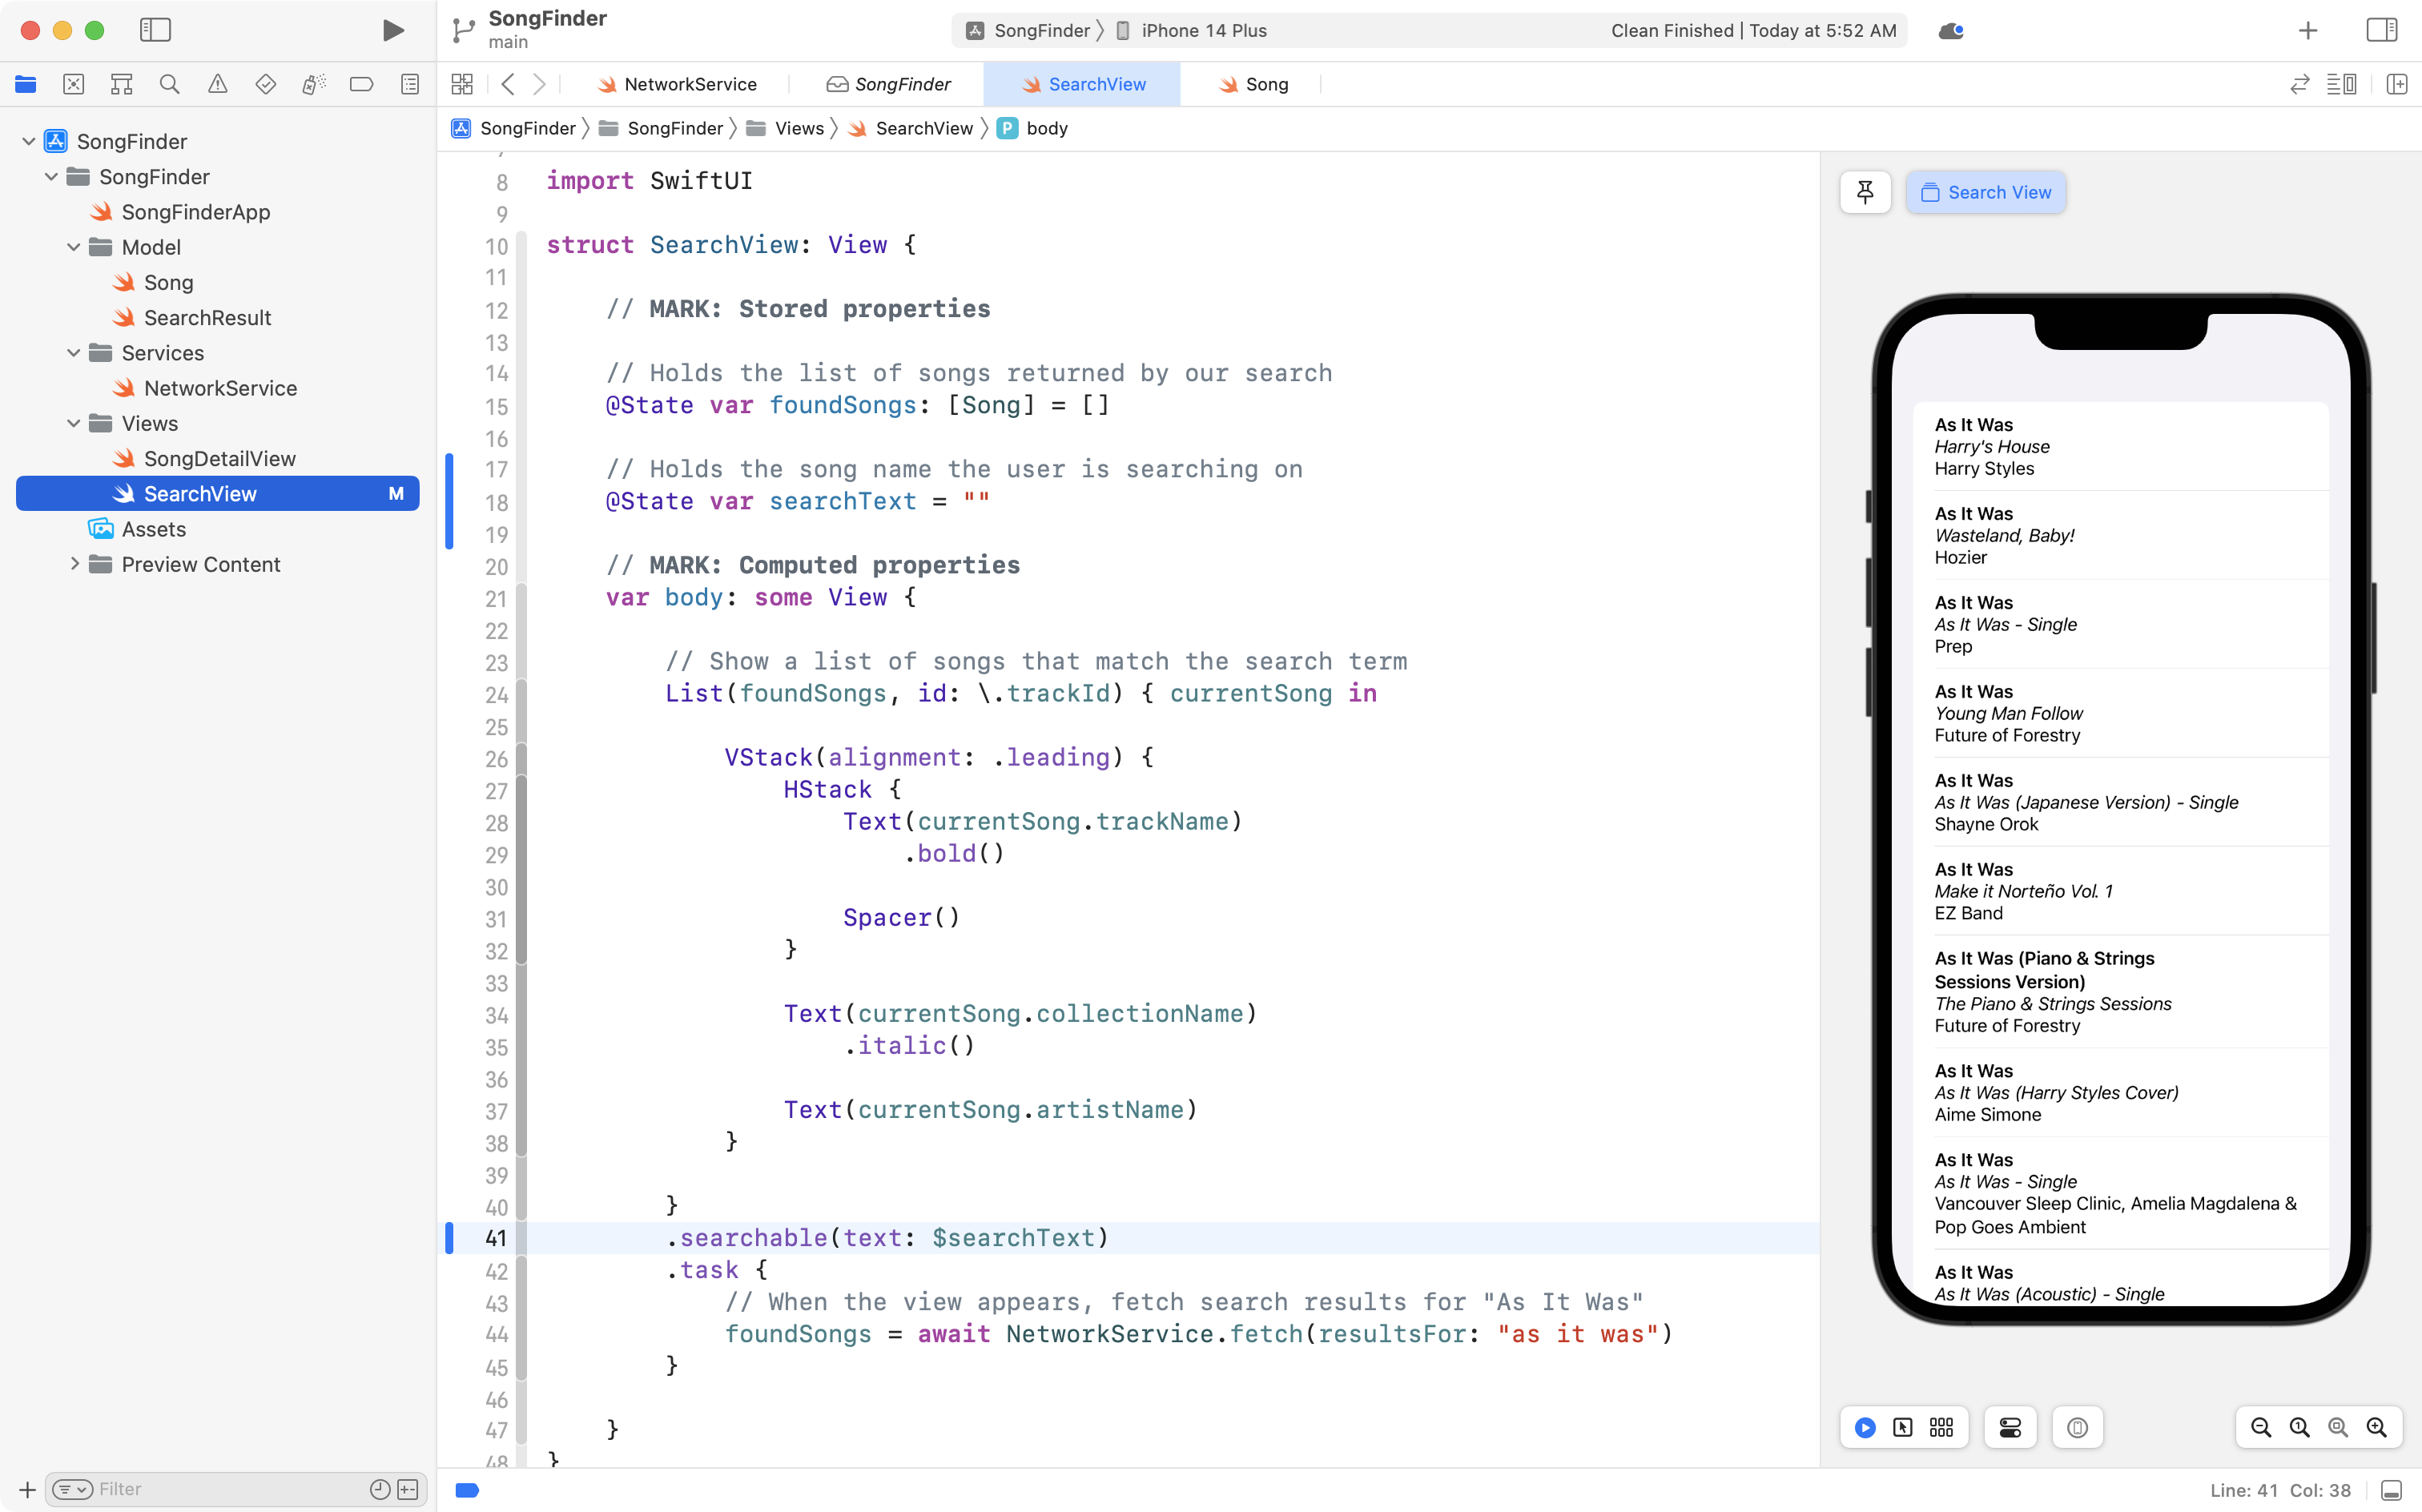 SongFinder
main
SongFinder
iPhone 14 Plus
Clean Finished | Today at 5:52 AM
NetworkService
SongFinder
SearchView
Song
SongFinder
SongFinder
Views
SearchView
P
body
SongFinder
SongFinder
SongFinderApp
Model
Song
SearchResult
Services
NetworkService
Views
SongDetailView
SearchView M
Assets
Preview Content
Filter
8 import SwiftUI
9
10 struct SearchView: View {
11
12 // MARK: Stored properties
13
14 // Holds the list of songs returned by our search
15 @State var foundSongs: [Song] = []
16
17 // Holds the song name the user is searching on
18 @State var searchText = ""
19
20 // MARK: Computed properties
21 var body: some View {
22
23 // Show a list of songs that match the search term
24 List(foundSongs, id: \.trackId) { currentSong in
25
26 VStack(alignment: .leading) {
27 HStack {
28 Text(currentSong.trackName)
29 .bold()
30
31 Spacer()
32 }
33
34 Text(currentSong.collectionName)
35 .italic()
36
37 Text(currentSong.artistName)
38 }
39
40 }
41 .searchable(text: $searchText)
42 .task {
43 // When the view appears, fetch search results for "As It Was"
44 foundSongs = await NetworkService.fetch(resultsFor: "as it was")
45 }
46
47 }
48 }
Search View
As It Was
Harry's House
Harry Styles
As It Was
Wasteland, Baby!
Hozier
As It Was
As It Was - Single
Prep
As It Was
Young Man Follow
Future of Forestry
As It Was
As It Was (Japanese Version) - Single
Shayne Orok
As It Was
Make it Norteño Vol. 1
EZ Band
As It Was (Piano & Strings
Sessions Version)
The Piano & Strings Sessions
Future of Forestry
As It Was
As It Was (Harry Styles Cover)
Aime Simone
As It Was
As It Was - Single
Vancouver Sleep Clinic, Amelia Magdalena &
Pop Goes Ambient
As It Was
As It Was (Acoustic) - Single
Line: 41 Col: 38